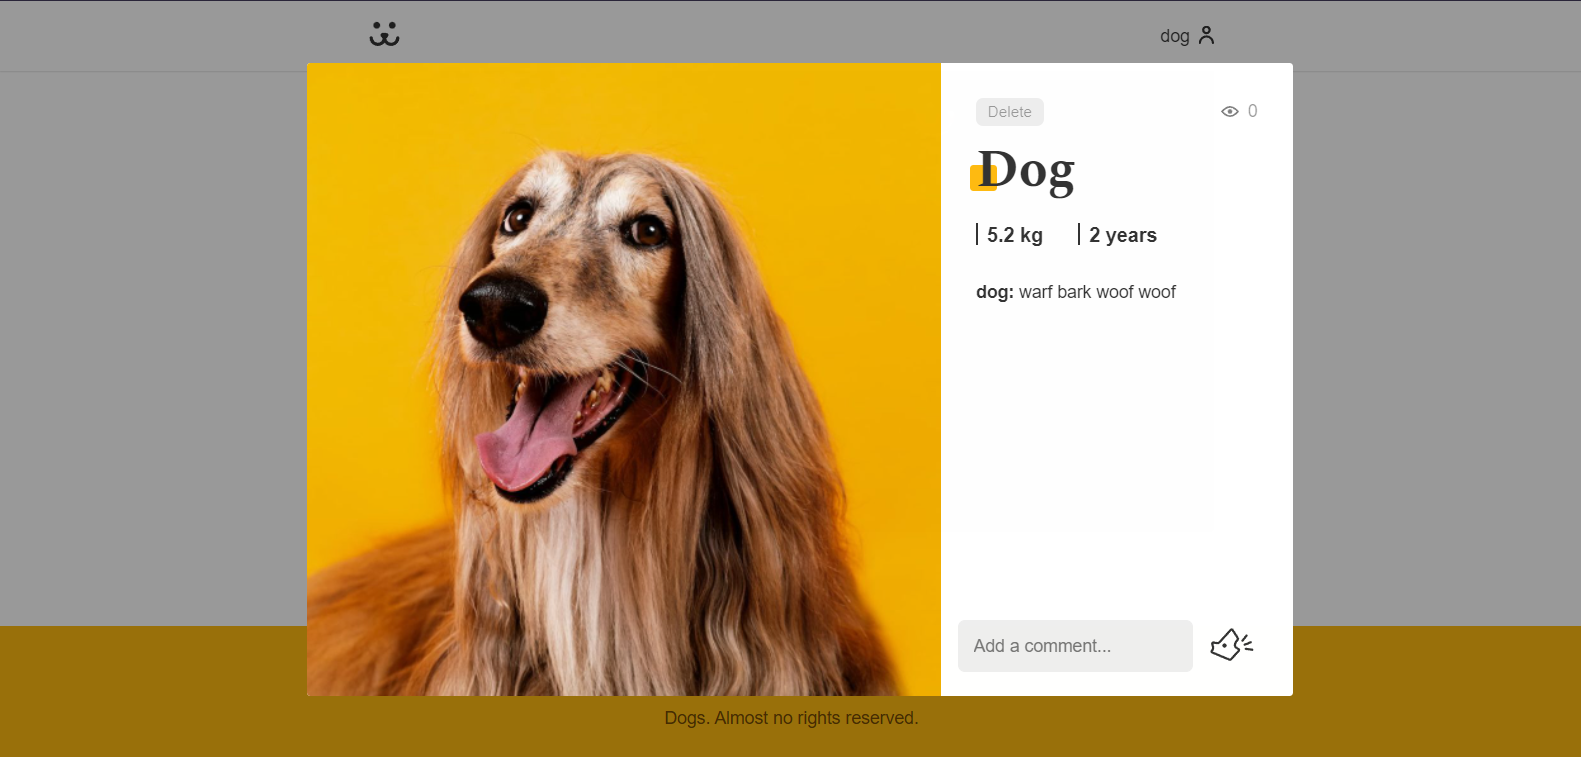 dog
Delete
0
Dog
5.2 kg
2 years
dog: warf bark woof woof
Add a comment...
Dogs. Almost no rights reserved.